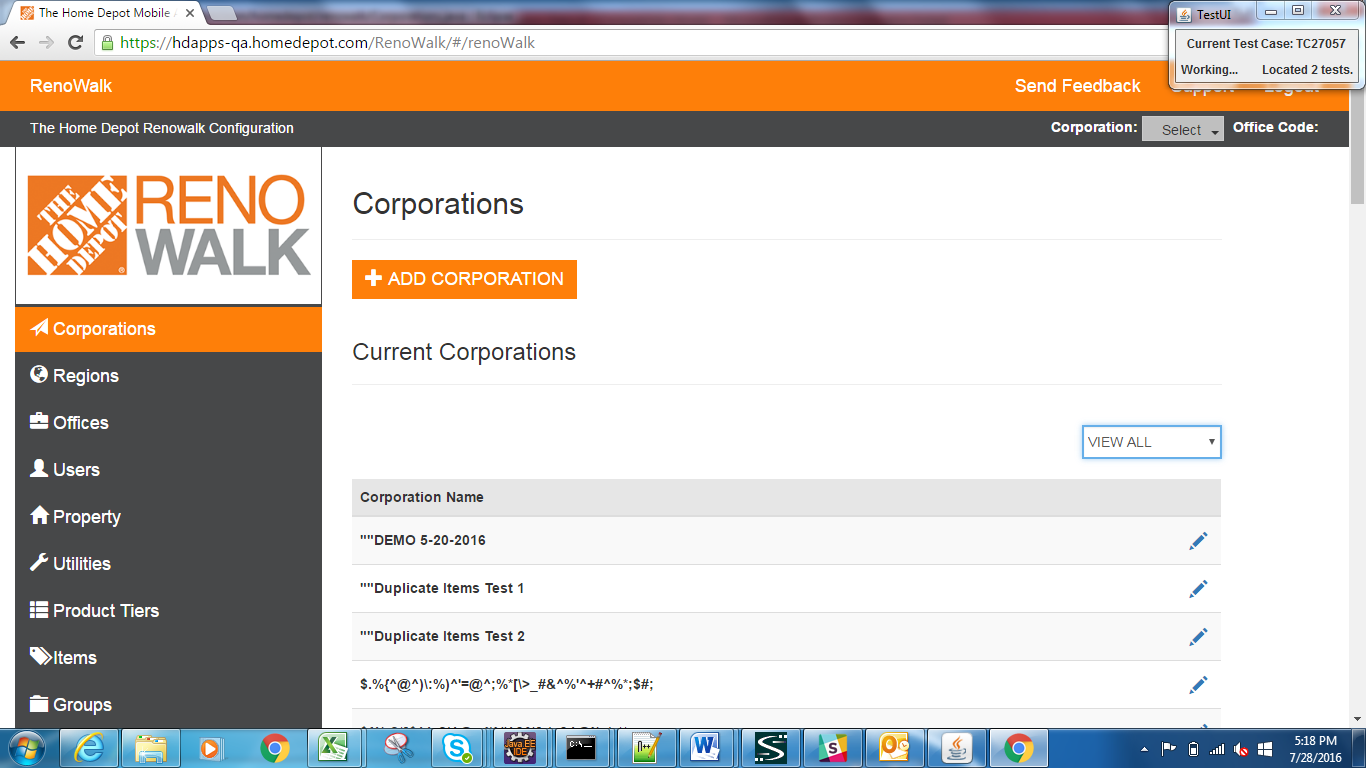 The Home Depot Mobile
TestUI
https://hdapps-qa.homedepot.com/RenoWalk/#/renoWalk
Current Test Case: TC27057
Working... Located 2 tests.
RenoWalk
Send Feedback Support Logout
The Home Depot Renowalk Configuration
Corporation: Select Office Code:
THE HOME DEPOT
RENO
WALK
Corporations
Regions
Offices
Users
Property
Utilities
Product Tiers
Items
Groups
Corporations
ADD CORPORATION
Current Corporations
VIEW ALL
Corporation Name
""DEMO 5-20-2016
""Duplicate Items Test 1
""Duplicate Items Test 2
$.%{^@^)\:%)^'=@^;%*[\>_#&^%'^+#^%*;$#;
Java EE
IDE
C:\
N++
W
S
5:18 PM
7/28/2016